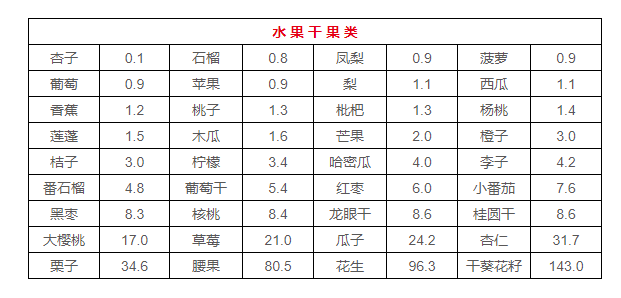 水果干果类
杏子 0.1 石榴 0.8 凤梨 0.9 菠萝 0.9
葡萄 0.9 苹果 0.9 梨 1.1 西瓜 1.1
香蕉 1.2 桃子 1.3 枇杷 1.3 杨桃 1.4
莲蓬 1.5 木瓜 1.6 芒果 2.0 橙子 3.0
桔子 3.0 柠檬 3.4 哈密瓜 4.0 李子 4.2
番石榴 4.8 葡萄干 5.4 红枣 6.0 小番茄 7.6
黑枣 8.3 核桃 8.4 龙眼干 8.6 桂圆干 8.6
大樱桃 17.0 草莓 21.0 瓜子 24.2 杏仁 31.7
栗子 34.6 腰果 80.5 花生 96.3 干葵花籽 143.0